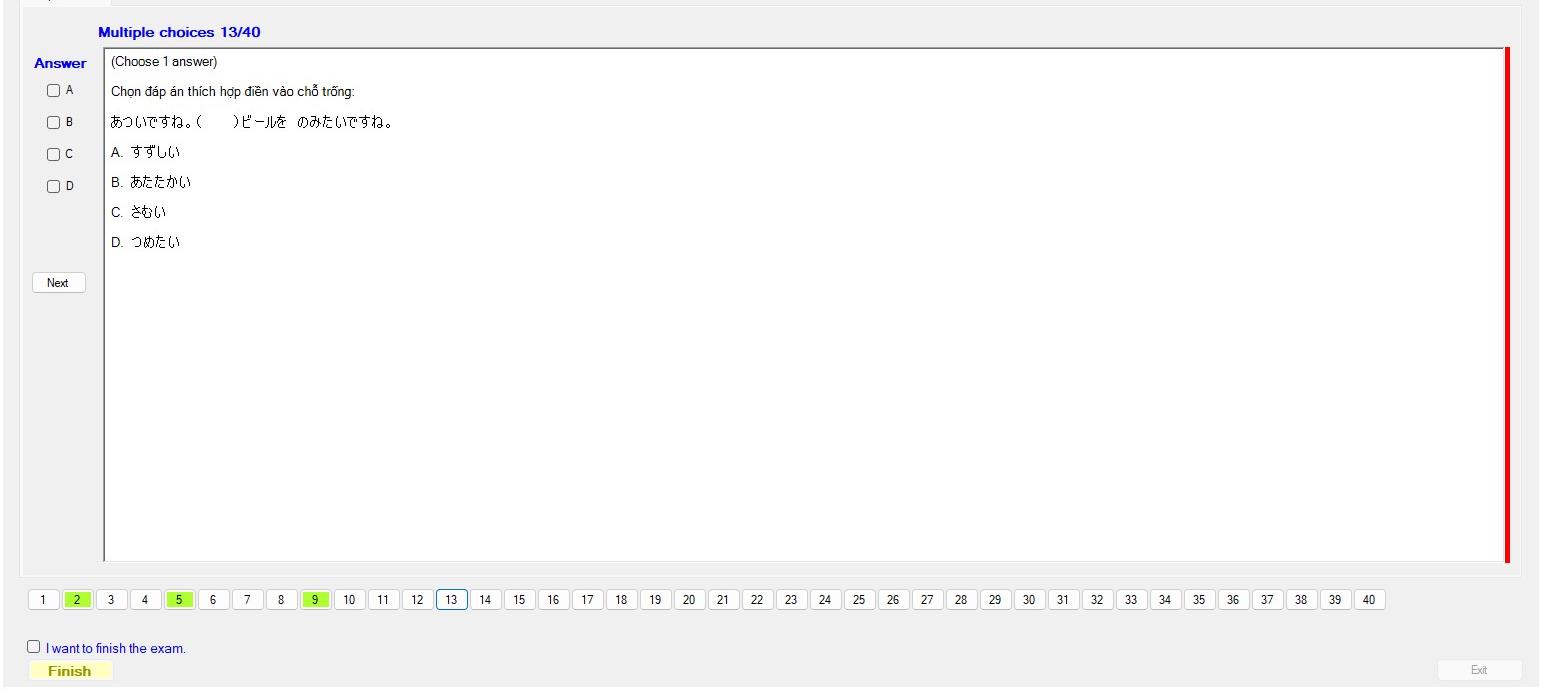 Multiple choices 13/40
Answer
(Choose 1 answer)
A
Chọn đáp án thích hợp điền vào chỗ trống:
B
あついですね。(　　)ビールを　のみたいですね。
C
A. すずしい
D
B. あたたかい
C. さむい
D. つめたい
Next
1 2 3 4 5 6 7 8 9 10 11 12 13 14 15 16 17 18 19 20 21 22 23 24 25 26 27 28 29 30 31 32 33 34 35 36 37 38 39 40
I want to finish the exam.
Finish
Exit